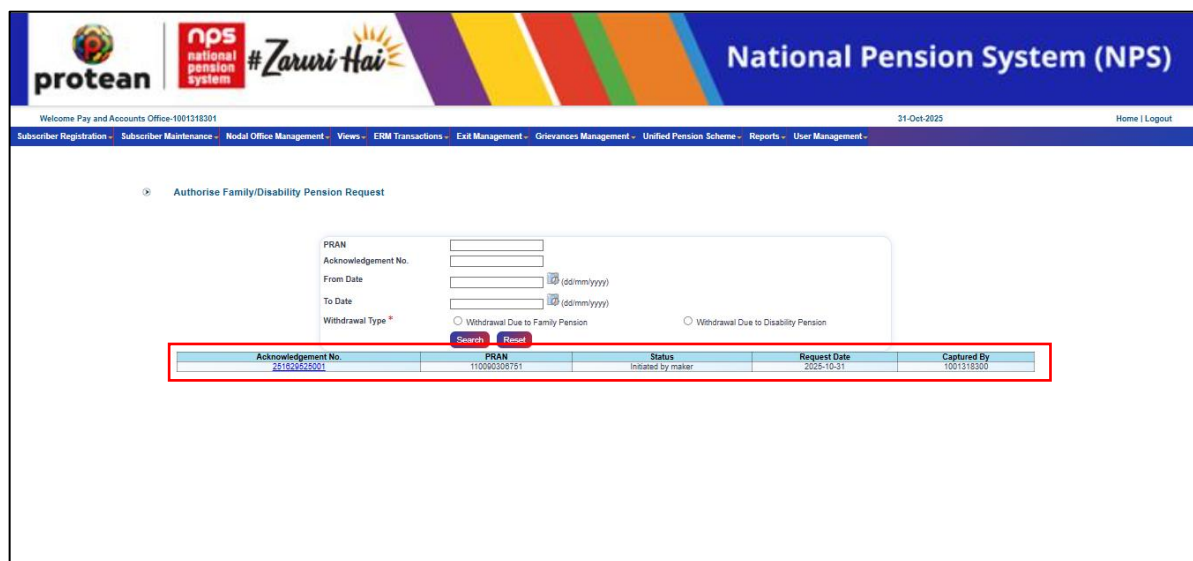 protean
nps
national
pension
system
#Zaruri Hai
National Pension System (NPS)
Welcome Pay and Accounts Office-1001318301 31-Oct-2025 Home | Logout
Subscriber Registration Subscriber Maintenance Nodal Office Management Views ERM Transactions Exit Management Grievances Management Unified Pension Scheme Reports User Management
Authorise Family/Disability Pension Request
PRAN
Acknowledgement No.
From Date (dd/mm/yyyy)
To Date (dd/mm/yyyy)
Withdrawal Type * Withdrawal Due to Family Pension Withdrawal Due to Disability Pension
Search Reset
Acknowledgement No. PRAN Status Request Date Captured By
251629525001 110090306751 Initiated by maker 2025-10-31 1001318300